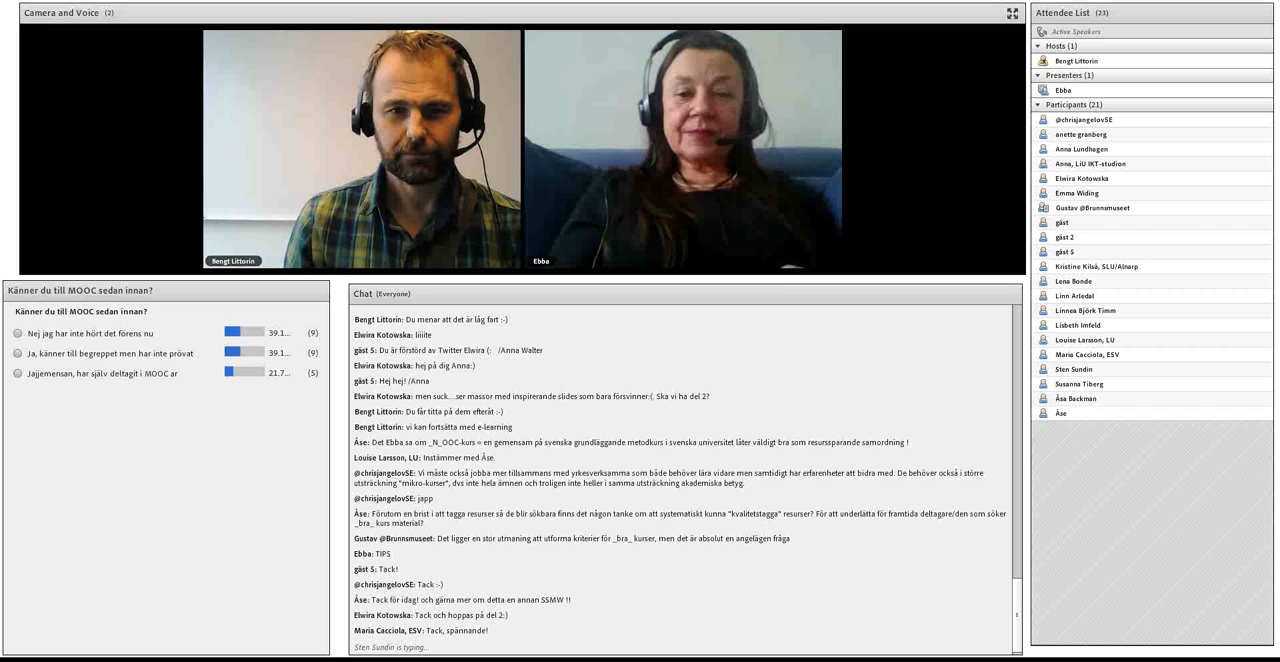 Camera and Voice (2)
Bengt Littorin
Ebba
Känner du till MOOC sedan innan?
Känner du till MOOC sedan innan?
Nej jag har inte hört det förens nu 39.1... (9)
Ja, känner till begreppet men har inte prövat 39.1... (9)
Jajjemensan, har själv deltagit i MOOC ar 21.7... (5)
Chat (Everyone)
Bengt Littorin: Du menar att det är låg fart :-)
Elwira Kotowska: liiiite
gäst 5: Du är förstörd av Twitter Elwira (: /Anna Walter
Elwira Kotowska: hej på dig Anna:)
gäst 5: Hej hej! /Anna
Elwira Kotowska: men suck....ser massor med inspirerande slides som bara försvinner:(. Ska vi ha del 2?
Bengt Littorin: Du får titta på dem efteråt :-)
Bengt Littorin: vi kan fortsätta med e-learning
Åse: Det Ebba sa om _N_OOC-kurs = en gemensam på svenska grundläggande metodkurs i svenska universitet låter väldigt bra som resurssparande samordning !
Louise Larsson, LU: Instämmer med Åse.
@chrisjangelovSE: Vi måste också jobba mer tillsammans med yrkesverksamma som både behöver lära vidare men samtidigt har erfarenheter att bidra med. De behöver också i större
utsträckning "mikro-kurser", dvs inte hela ämnen och troligen inte heller i samma utsträckning akademiska betyg.
@chrisjangelovSE: japp
Åse: Förutom en brist i att tagga resurser så de blir sökbara finns det någon tanke om att systematiskt kunna "kvalitetstagga" resurser? För att underlätta för framtida deltagare/den som söker
_bra_ kurs material?
Gustav @Brunnsmuseet: Det ligger en stor utmaning att utforma kriterier för _bra_ kurser, men det är absolut en angelägen fråga
Ebba: TIPS
gäst 5: Tack!
@chrisjangelovSE: Tack :-)
Åse: Tack för idag! och gärna mer om detta en annan SSMW !!
Elwira Kotowska: Tack och hoppas på del 2:)
Maria Cacciola, ESV: Tack, spännande!
Sten Sundin is typing...
Attendee List (23)
Active Speakers
Hosts (1)
Bengt Littorin
Presenters (1)
Ebba
Participants (21)
@chrisjangelovSE
anette granberg
Anna Lundhagen
Anna, LiU IKT-studion
Elwira Kotowska
Emma Widing
Gustav @Brunnsmuseet
gäst
gäst 2
gäst 5
Kristine Kilså, SLU/Alnarp
Lena Bonde
Linn Arledal
Linnea Björk Timm
Lisbeth Imfeld
Louise Larsson, LU
Maria Cacciola, ESV
Sten Sundin
Susanna Tiberg
Åsa Backman
Åse